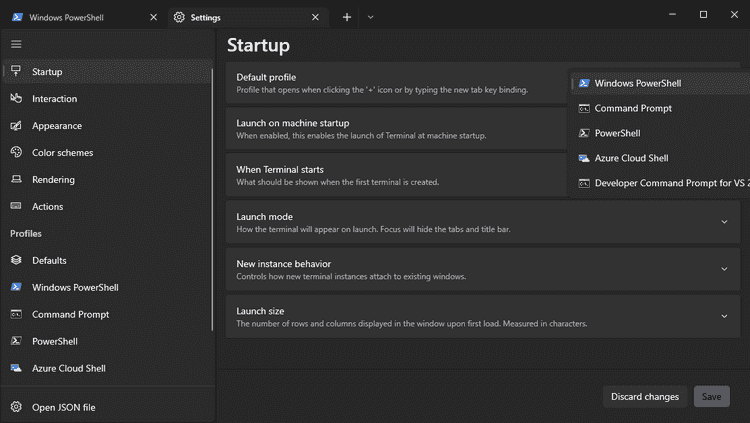 Windows PowerShell
Settings
Startup
Interaction
Appearance
Color schemes
Rendering
Actions
Profiles
Defaults
Windows PowerShell
Command Prompt
PowerShell
Azure Cloud Shell
Open JSON file
Startup
Default profile
Profile that opens when clicking the '+' icon or by typing the new tab key binding.
Windows PowerShell
Command Prompt
PowerShell
Azure Cloud Shell
Developer Command Prompt for VS 2
Launch on machine startup
When enabled, this enables the launch of Terminal at machine startup.
When Terminal starts
What should be shown when the first terminal is created.
Launch mode
How the terminal will appear on launch. Focus will hide the tabs and title bar.
New instance behavior
Controls how new terminal instances attach to existing windows.
Launch size
The number of rows and columns displayed in the window upon first load. Measured in characters.
Discard changes
Save